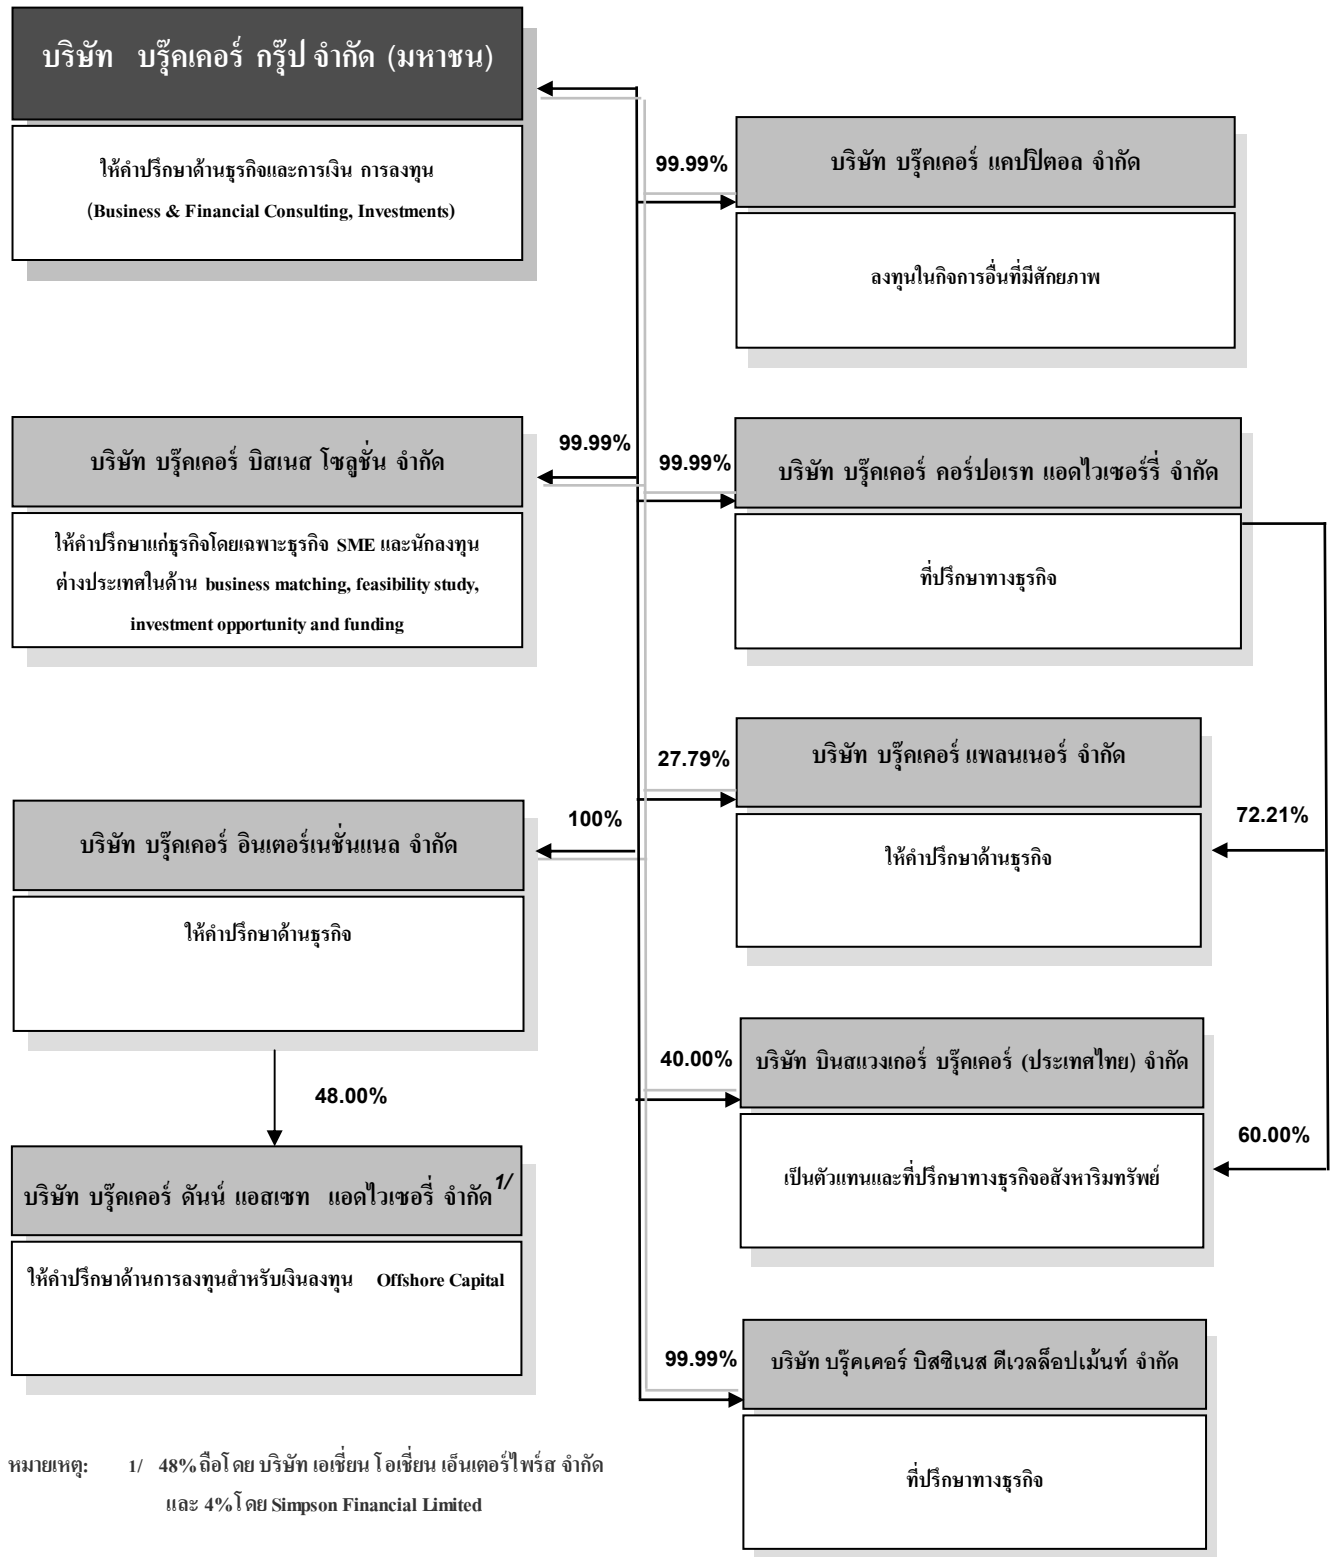 บริษัท บรุ๊คเคอร์ กรุ๊ป จำกัด (มหาชน)
ให้คำปรึกษาด้านธุรกิจและการเงิน การลงทุน
(Business & Financial Consulting, Investments)
99.99%
บริษัท บรุ๊คเคอร์ แคปปิตอล จำกัด
ลงทุนในกิจการอื่นที่มีศักยภาพ
บริษัท บรุ๊คเคอร์ บิสเนส โซลูชั่น จำกัด
99.99%
ให้คำปรึกษาแก่ธุรกิจโดยเฉพาะธุรกิจ SME และนักลงทุน
ต่างประเทศในด้าน business matching, feasibility study,
investment opportunity and funding
99.99%
บริษัท บรุ๊คเคอร์ คอร์ปอเรท แอดไวเซอร์รี่ จำกัด
ที่ปรึกษาทางธุรกิจ
27.79%
บริษัท บรุ๊คเคอร์ แพลนเนอร์ จำกัด
ให้คำปรึกษาด้านธุรกิจ
72.21%
บริษัท บรุ๊คเคอร์ อินเตอร์เนชั่นแนล จำกัด
100%
ให้คำปรึกษาด้านธุรกิจ
48.00%
40.00%
บริษัท บินสแวงเกอร์ บรุ๊คเคอร์ (ประเทศไทย) จำกัด
เป็นตัวแทนและที่ปรึกษาทางธุรกิจอสังหาริมทรัพย์
60.00%
บริษัท บรุ๊คเคอร์ ดันน์ แอสเซท แอดไวเซอรี่ จำกัด 1/
ให้คำปรึกษาด้านการลงทุนสำหรับเงินลงทุน Offshore Capital
99.99%
บริษัท บรุ๊คเคอร์ บิสซิเนส ดีเวลล็อปเม้นท์ จำกัด
ที่ปรึกษาทางธุรกิจ
หมายเหตุ: 1/ 48% ถือโดย บริษัท เอเชี่ยน โอเชี่ยน เอ็นเตอร์ไพร์ส จำกัด
และ 4% โดย Simpson Financial Limited